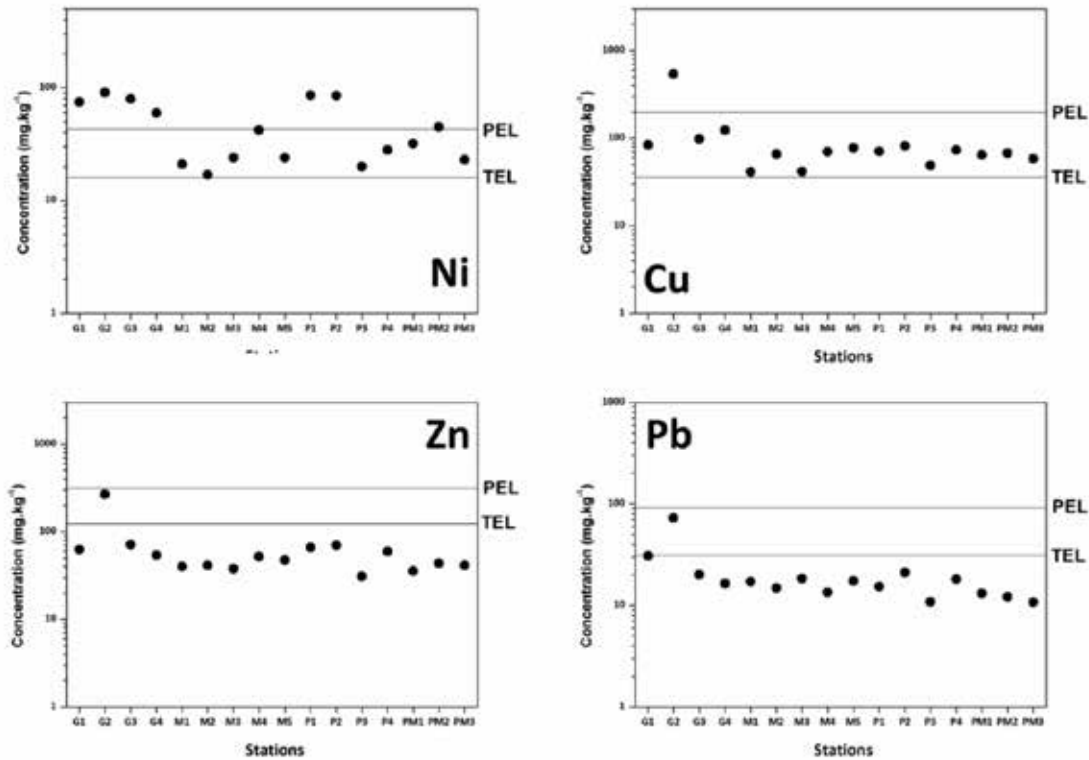 Concentration (mg.kg-1)
100
10
1
PEL
TEL
Ni
G1 G2 G3 G4 M1 M2 M3 M4 M5 P1 P2 P3 P4 PM1 PM2 PM3
Concentration (mg.kg-1)
1000
100
10
1
PEL
TEL
Cu
G1 G2 G3 G4 M1 M2 M3 M4 M5 P1 P2 P3 P4 PM1 PM2 PM3
Stations
Concentration (mg.kg-1)
1000
100
10
1
Zn
PEL
TEL
G1 G2 G3 G4 M1 M2 M3 M4 M5 P1 P2 P3 P4 PM1 PM2 PM3
Stations
Concentration (mg.kg-1)
1000
100
10
1
Pb
PEL
TEL
G1 G2 G3 G4 M1 M2 M3 M4 M5 P1 P2 P3 P4 PM1 PM2 PM3
Stations